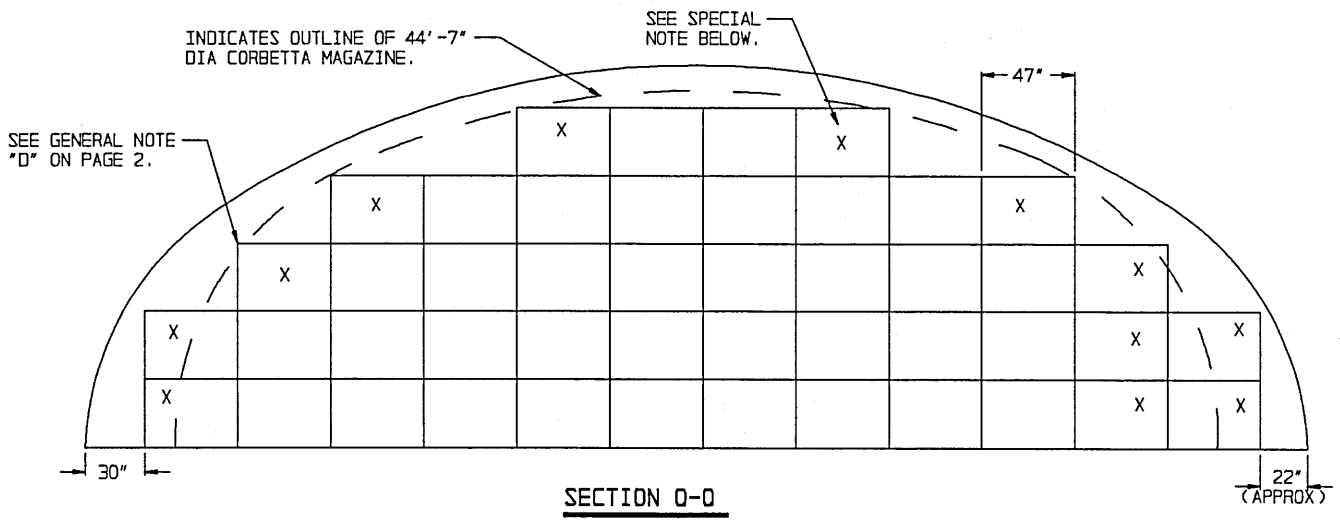 SEE SPECIAL
NOTE BELOW.
INDICATES OUTLINE OF 44'-7"
DIA CORBETTA MAGAZINE.
47"
SEE GENERAL NOTE
"D" ON PAGE 2.
X X
X X
X X
X X X
X X X
30"
22"
(APPROX)
SECTION O-O